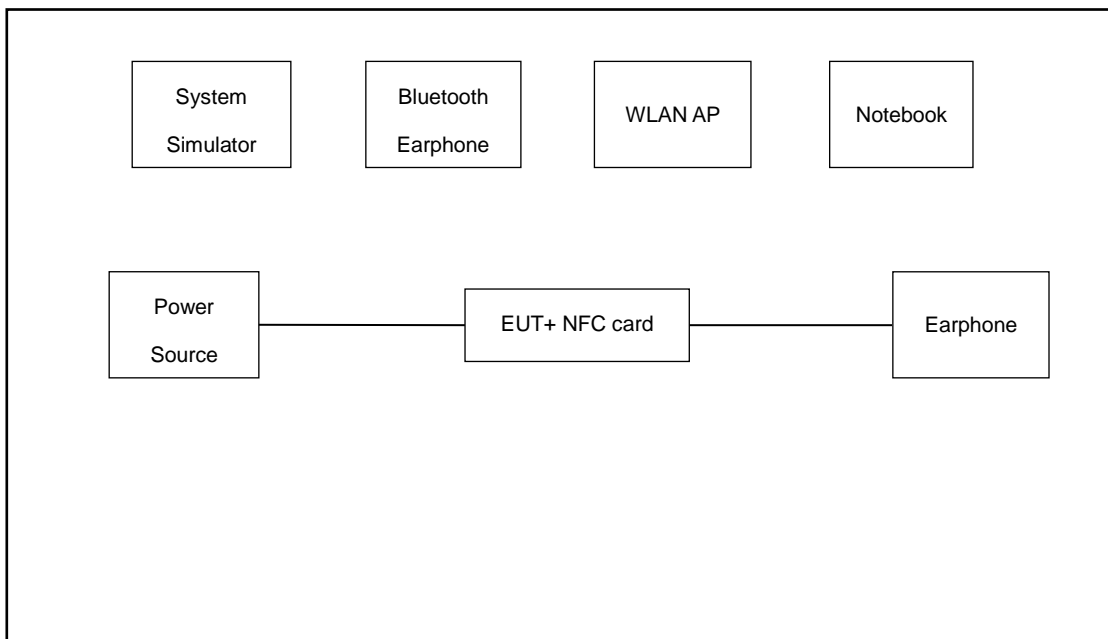 System
Simulator
Bluetooth
Earphone
WLAN AP
Notebook
Power
Source
EUT+ NFC card
Earphone